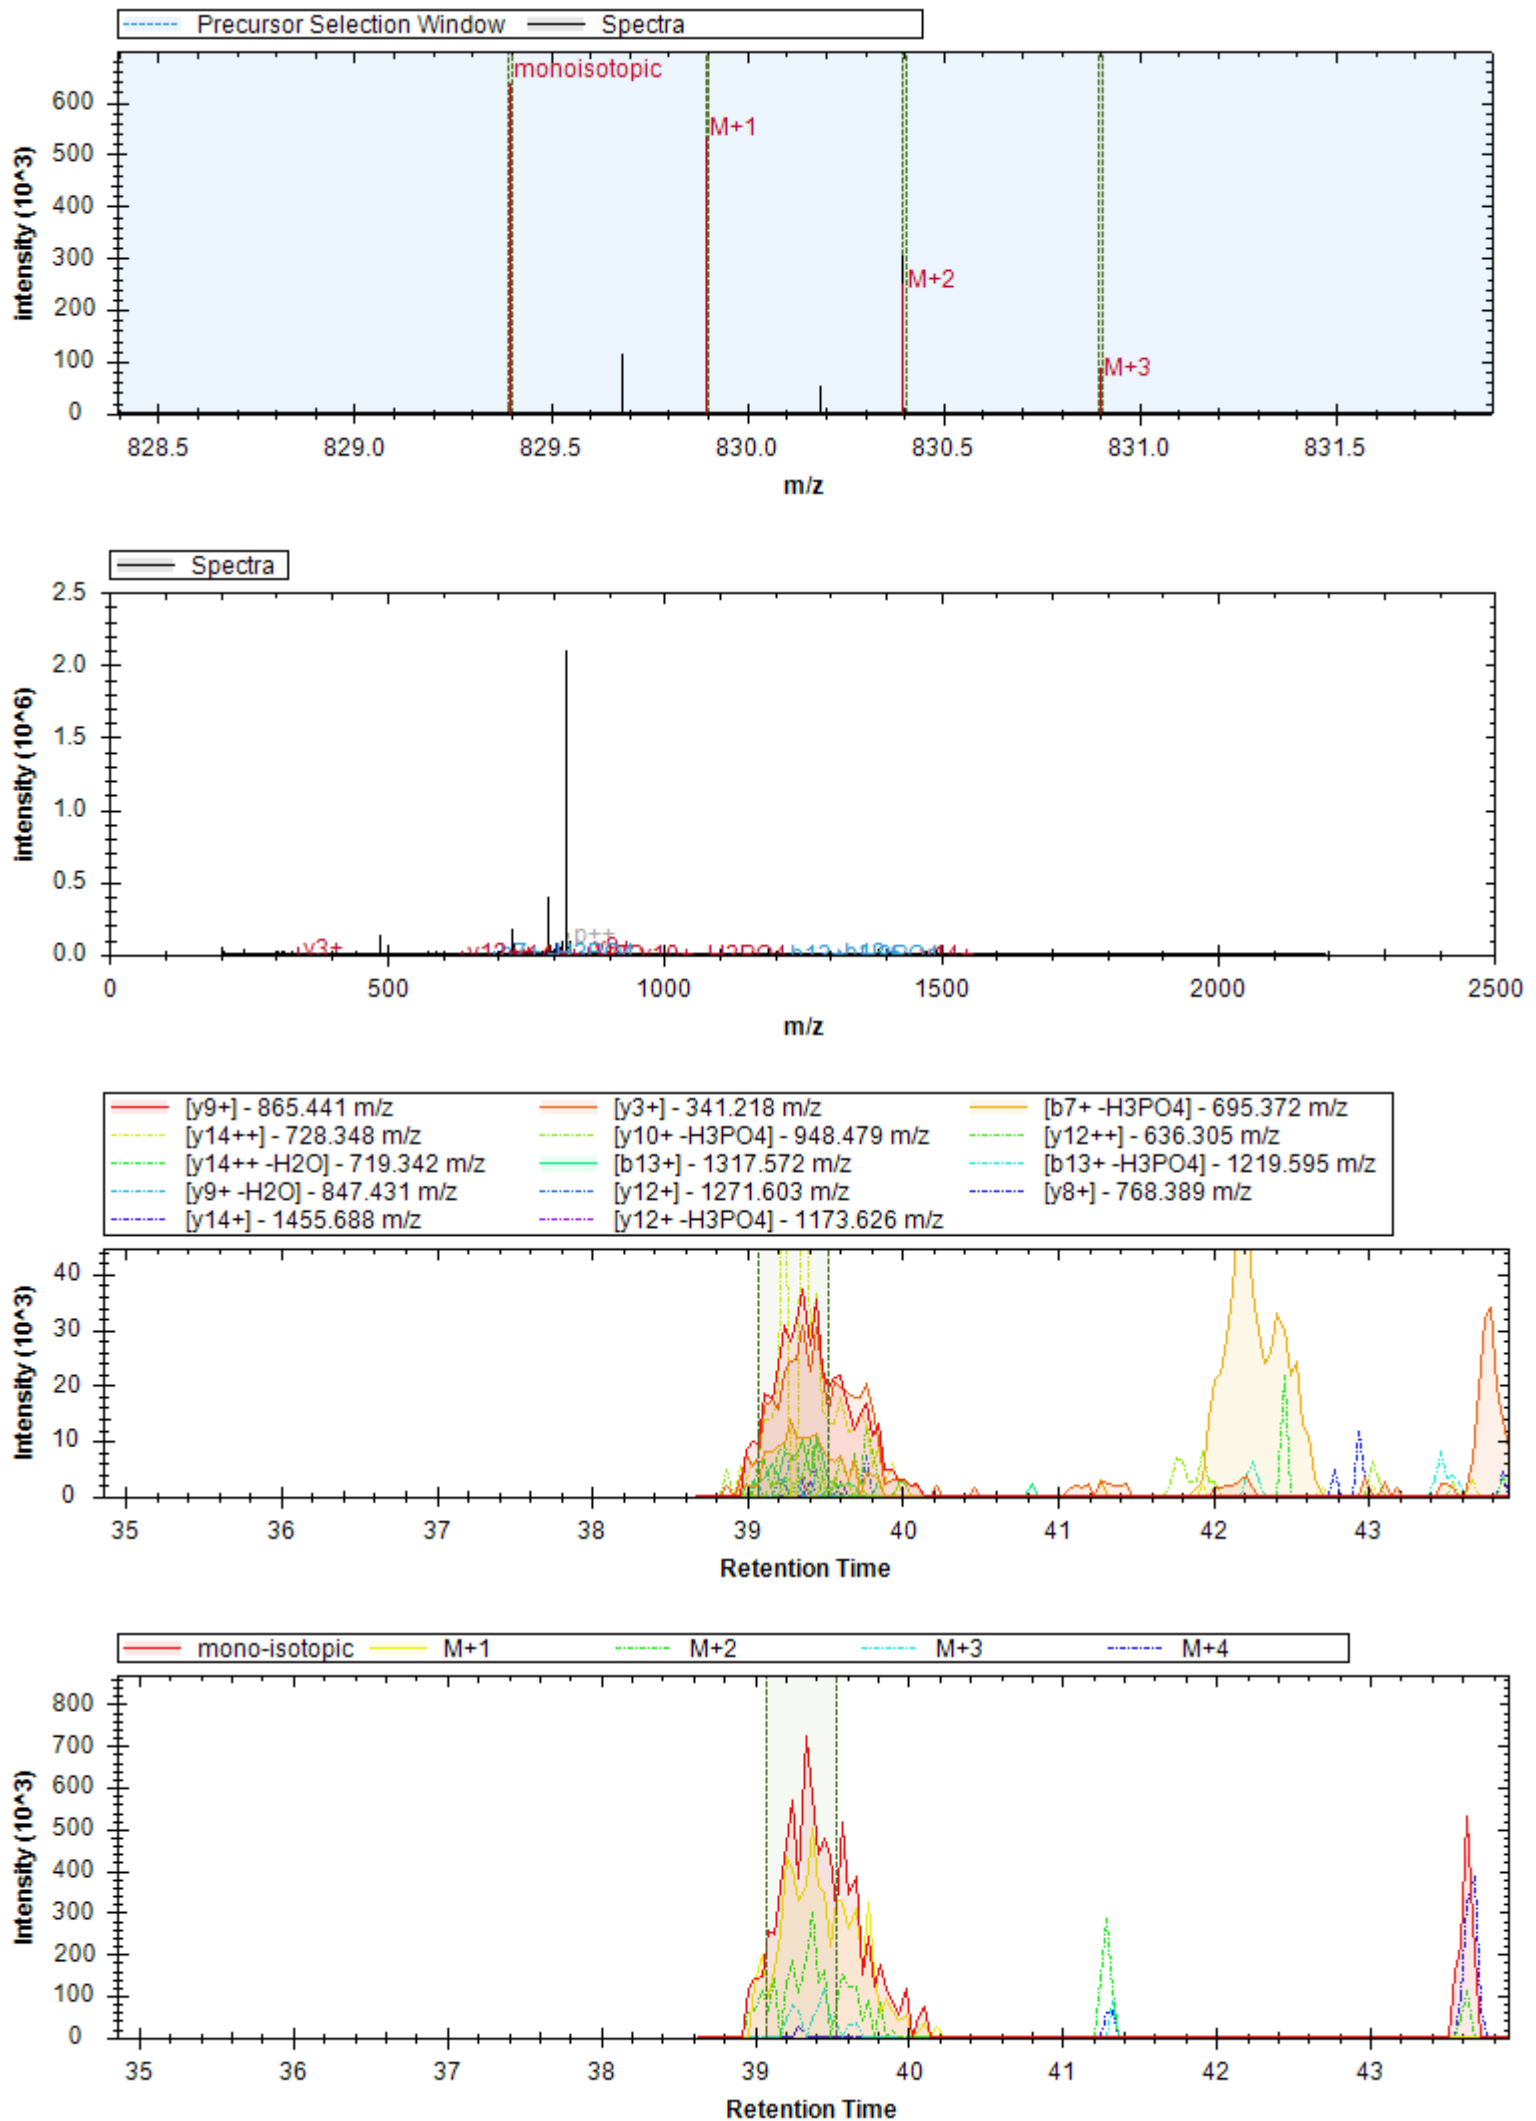 Precursor Selection Window Spectra
monoisotopic
M+1
M+2
M+3
600
500
400
300
200
100
0
intensity (10^3)
828.5 829.0 829.5 830.0 830.5 831.0 831.5
m/z
Spectra
2.5
2.0
1.5
1.0
0.5
0.0
intensity (10^6)
p++
y3+
0 500 1000 1500 2000 2500
m/z
[y9+] - 865.441 m/z [y3+] - 341.218 m/z [b7+ -H3PO4] - 695.372 m/z
[y14++] - 728.348 m/z [y10+ -H3PO4] - 948.479 m/z [y12++] - 636.305 m/z
[y14++ -H2O] - 719.342 m/z [b13+] - 1317.572 m/z [b13+ -H3PO4] - 1219.595 m/z
[y9+ -H2O] - 847.431 m/z [y12+] - 1271.603 m/z [y8+] - 768.389 m/z
[y14+] - 1455.688 m/z [y12+ -H3PO4] - 1173.626 m/z
40
30
20
10
0
Intensity (10^3)
35 36 37 38 39 40 41 42 43
Retention Time
mono-isotopic M+1 M+2 M+3 M+4
800
700
600
500
400
300
200
100
0
Intensity (10^3)
35 36 37 38 39 40 41 42 43
Retention Time